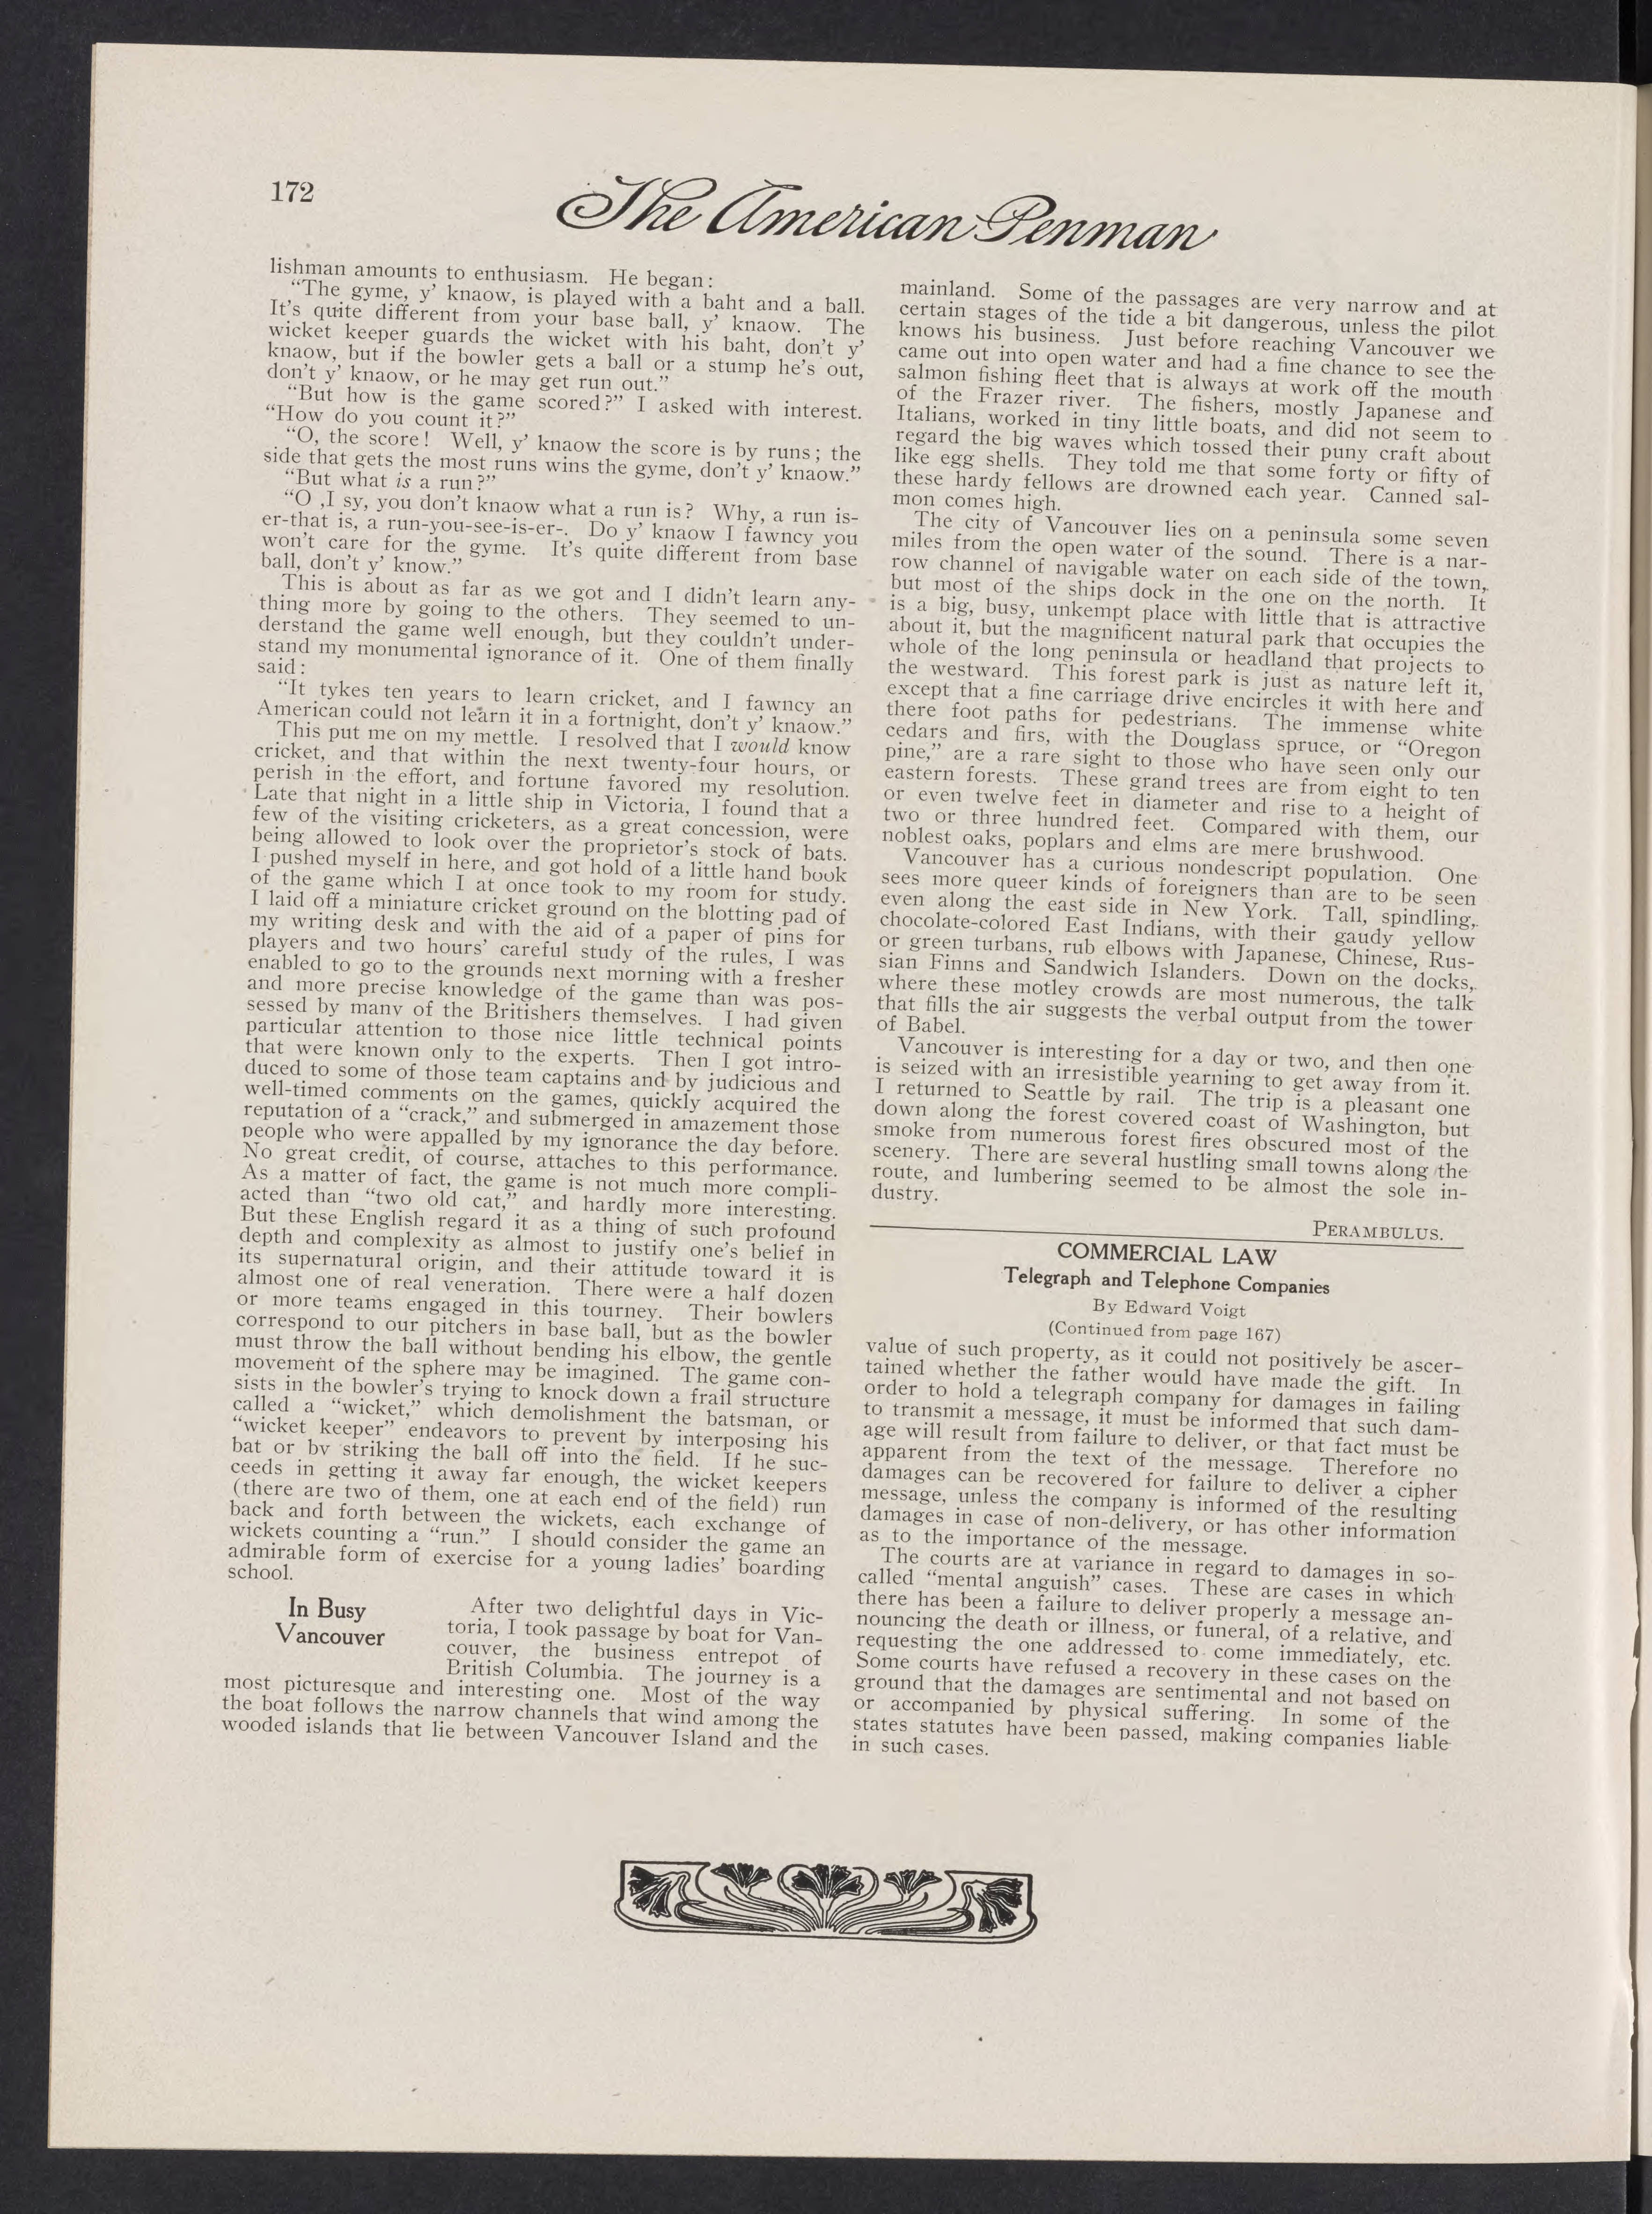 172
The American Penman
lishman amounts to enthusiasm. He began:
“The gyme, y’ knaow, is played with a baht and a ball.
It’s quite different from your base ball, y’ knaow. The
wicket keeper guards the wicket with his baht, don’t y’
knaow, but if the bowler gets a ball or a stump he’s out,
don’t y’ knaow, or he may get run out.”
“But how is the game scored?” I asked with interest.
“How do you count it?”
“O, the score! Well, y’ knaow the score is by runs; the
side that gets the most runs wins the gyme, don’t y’ knaow.”
“But what is a run?”
“O ,I sy, you don’t knaow what a run is? Why, a run is-
er-that is, a run-you-see-is-er-. Do y’ knaow I fawncy you
won’t care for the gyme. It’s quite different from base
ball, don’t y’ know.”
This is about as far as we got and I didn’t learn any-
thing more by going to the others. They seemed to un-
derstand the game well enough, but they couldn’t under-
stand my monumental ignorance of it. One of them finally
said:
“It tykes ten years to learn cricket, and I fawncy an
American could not learn it in a fortnight, don’t y’ knaow.”
This put me on my mettle. I resolved that I would know
cricket, and that within the next twenty-four hours, or
perish in the effort, and fortune favored my resolution.
Late that night in a little ship in Victoria, I found that a
few of the visiting cricketers, as a great concession, were
being allowed to look over the proprietor’s stock of bats.
I pushed myself in here, and got hold of a little hand book
of the game which I at once took to my room for study.
I laid off a miniature cricket ground on the blotting pad of
my writing desk and with the aid of a paper of pins for
players and two hours’ careful study of the rules, I was
enabled to go to the grounds next morning with a fresher
and more precise knowledge of the game than was pos-
sessed by many of the Britishers themselves. I had given
particular attention to those nice little technical points
that were known only to the experts. Then I got intro-
duced to some of those team captains and by judicious and
well-timed comments on the games, quickly acquired the
reputation of a “crack,” and submerged in amazement those
people who were appalled by my ignorance the day before.
No great credit, of course, attaches to this performance.
As a matter of fact, the game is not much more compli-
acted than “two old cat,” and hardly more interesting.
But these English regard it as a thing of such profound
depth and complexity as almost to justify one’s belief in
its supernatural origin, and their attitude toward it is
almost one of real veneration. There were a half dozen
or more teams engaged in this tourney. Their bowlers
correspond to our pitchers in base ball, but as the bowler
must throw the ball without bending his elbow, the gentle
movement of the sphere may be imagined. The game con-
sists in the bowler’s trying to knock down a frail structure
called a “wicket,” which demolishment the batsman, or
“wicket keeper” endeavors to prevent by interposing his
bat or by striking the ball off into the field. If he suc-
ceeds in getting it away far enough, the wicket keepers
(there are two of them, one at each end of the field) run
back and forth between the wickets, each exchange of
wickets counting a “run.” I should consider the game an
admirable form of exercise for a young ladies’ boarding
school.
In Busy
Vancouver
After two delightful days in Vic-
toria, I took passage by boat for Van-
couver, the business entrepot of
British Columbia. The journey is a
most picturesque and interesting one. Most of the way
the boat follows the narrow channels that wind among the
wooded islands that lie between Vancouver Island and the
mainland. Some of the passages are very narrow and at
certain stages of the tide a bit dangerous, unless the pilot
knows his business. Just before reaching Vancouver we
came out into open water and had a fine chance to see the
salmon fishing fleet that is always at work off the mouth
of the Frazer river. The fishers, mostly Japanese and
Italians, worked in tiny little boats, and did not seem to
regard the big waves which tossed their puny craft about
like egg shells. They told me that some forty or fifty of
these hardy fellows are drowned each year. Canned sal-
mon comes high.
The city of Vancouver lies on a peninsula some seven
miles from the open water of the sound. There is a nar-
row channel of navigable water on each side of the town,
but most of the ships dock in the one on the north. It
is a big, busy, unkempt place with little that is attractive
about it, but the magnificent natural park that occupies the
whole of the long peninsula or headland that projects to
the westward. This forest park is just as nature left it,
except that a fine carriage drive encircles it with here and
there foot paths for pedestrians. The immense white
cedars and firs, with the Douglass spruce, or “Oregon
pine,” are a rare sight to those who have seen only our
eastern forests. These grand trees are from eight to ten
or even twelve feet in diameter and rise to a height of
two or three hundred feet. Compared with them, our
noblest oaks, poplars and elms are mere brushwood.
Vancouver has a curious nondescript population. One
sees more queer kinds of foreigners than are to be seen
even along the east side in New York. Tall, spindling,
chocolate-colored East Indians, with their gaudy yellow
or green turbans, rub elbows with Japanese, Chinese, Rus-
sian Finns and Sandwich Islanders. Down on the docks,
where these motley crowds are most numerous, the talk
that fills the air suggests the verbal output from the tower
of Babel.
Vancouver is interesting for a day or two, and then one
is seized with an irresistible yearning to get away from it.
I returned to Seattle by rail. The trip is a pleasant one
down along the forest covered coast of Washington, but
smoke from numerous forest fires obscured most of the
scenery. There are several hustling small towns along the
route, and lumbering seemed to be almost the sole in-
dustry.
PERAMBULUS.
COMMERCIAL LAW
Telegraph and Telephone Companies
By Edward Voigt
(Continued from page 167)
value of such property, as it could not positively be ascer-
tained whether the father would have made the gift. In
order to hold a telegraph company for damages in failing
to transmit a message, it must be informed that such dam-
age will result from failure to deliver, or that fact must be
apparent from the text of the message. Therefore no
damages can be recovered for failure to deliver a cipher
message, unless the company is informed of the resulting
damages in case of non-delivery, or has other information
as to the importance of the message.
The courts are at variance in regard to damages in so-
called “mental anguish” cases. These are cases in which
there has been a failure to deliver properly a message an-
nouncing the death or illness, or funeral, of a relative, and
requesting the one addressed to come immediately, etc.
Some courts have refused a recovery in these cases on the
ground that the damages are sentimental and not based on
or accompanied by physical suffering. In some of the
states statutes have been passed, making companies liable
in such cases.